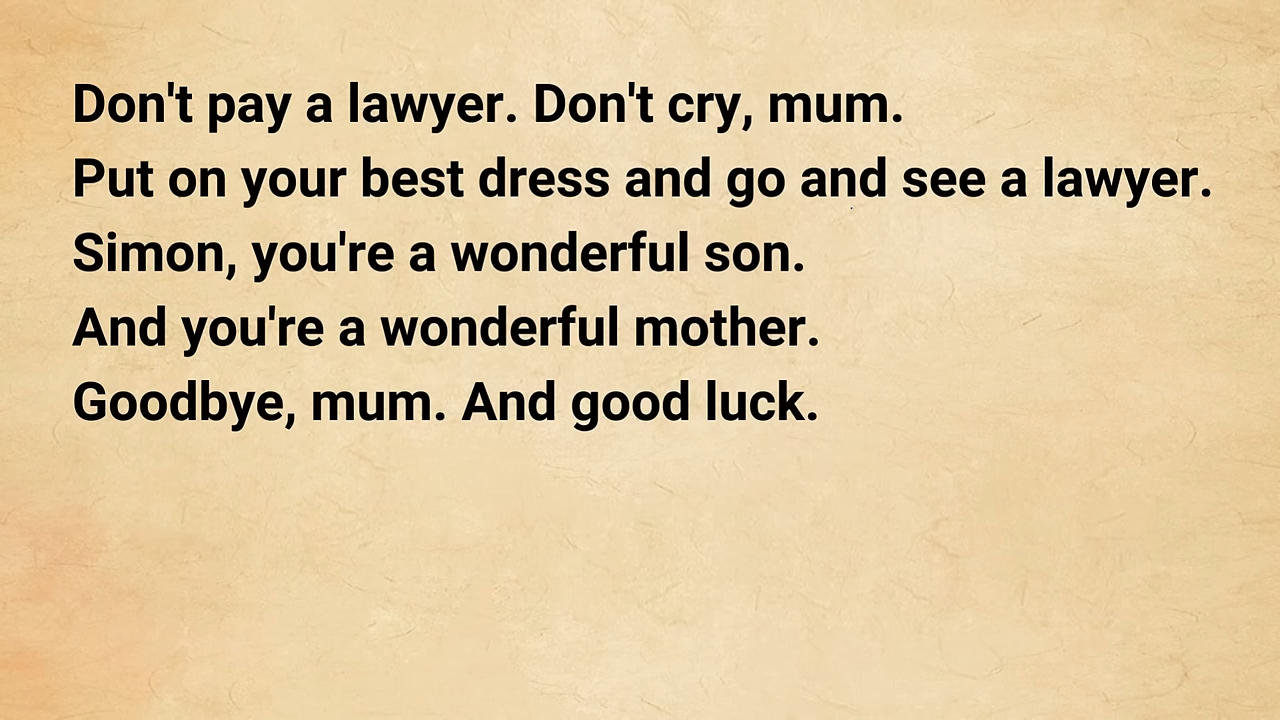 Don't pay a lawyer. Don't cry, mum.
Put on your best dress and go and see a lawyer.
Simon, you're a wonderful son.
And you're a wonderful mother.
Goodbye, mum. And good luck.